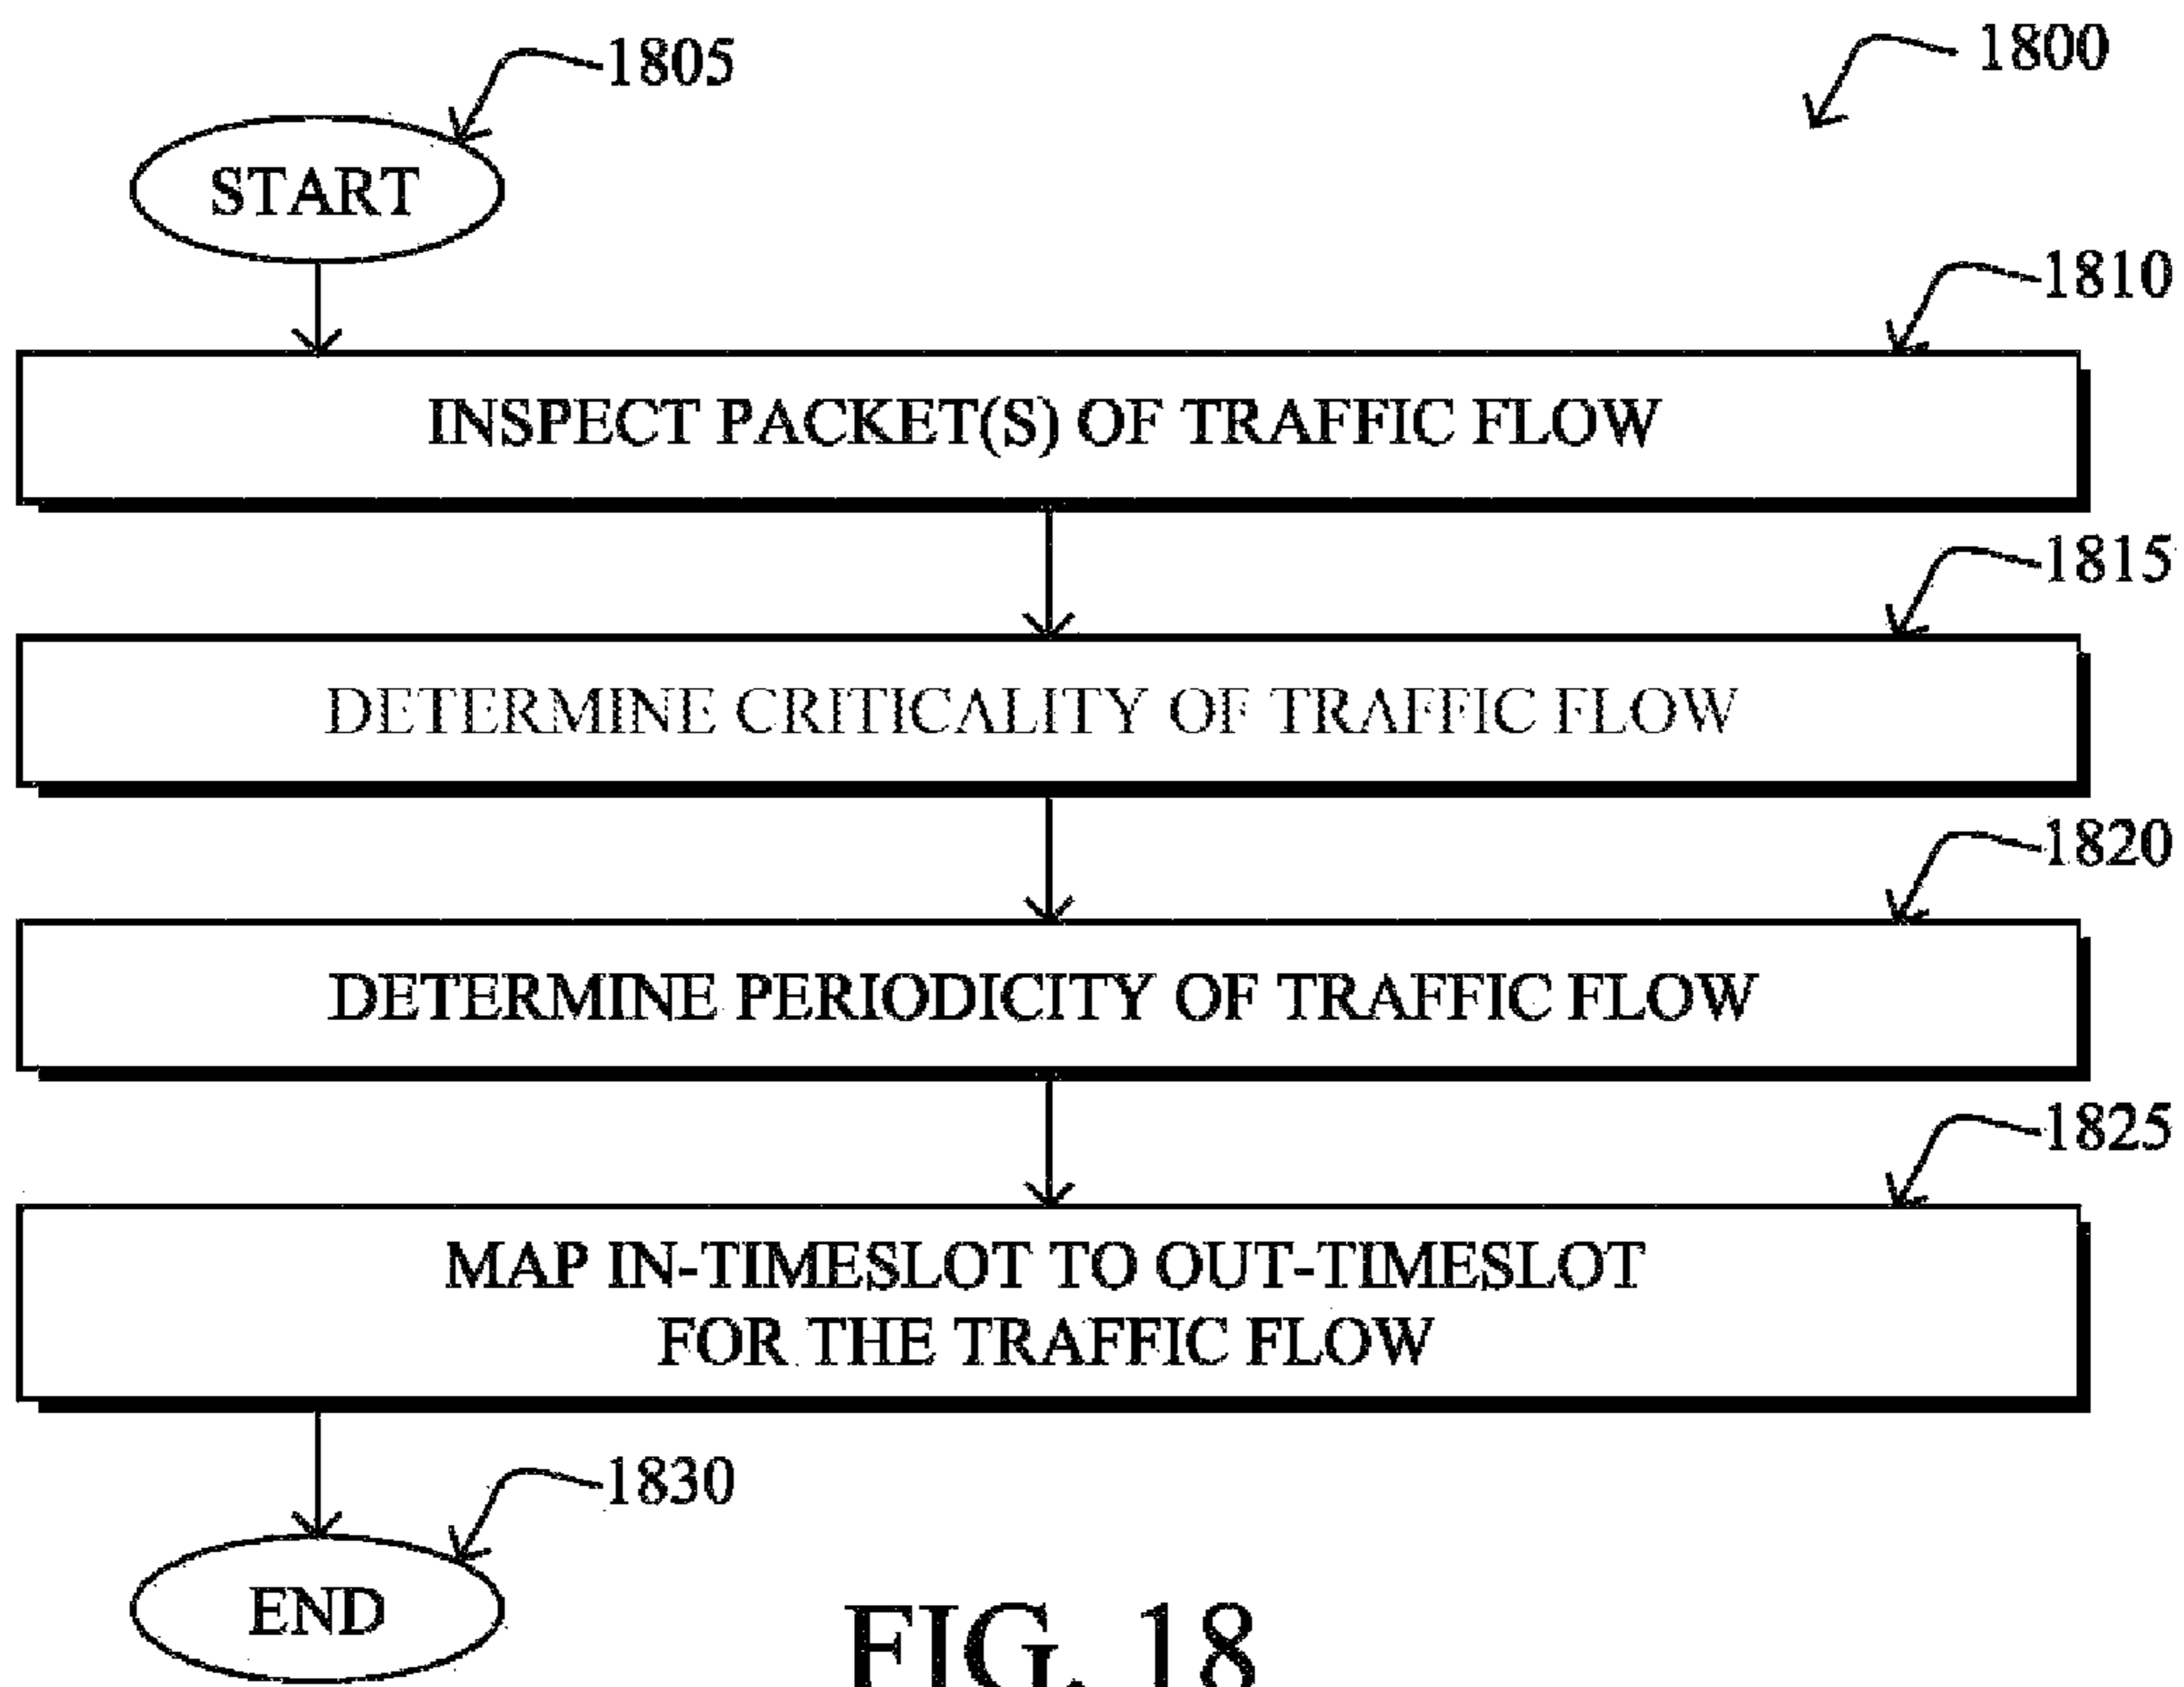 1805
1800
START
1810
INSPECT PACKET(S) OF TRAFFIC FLOW
1815
DETERMINE CRITICALITY OF TRAFFIC FLOW
1820
DETERMINE PERIODICITY OF TRAFFIC FLOW
1825
MAP IN-TIMESLOT TO OUT-TIMESLOT
FOR THE TRAFFIC FLOW
1830
END
FIG. 18